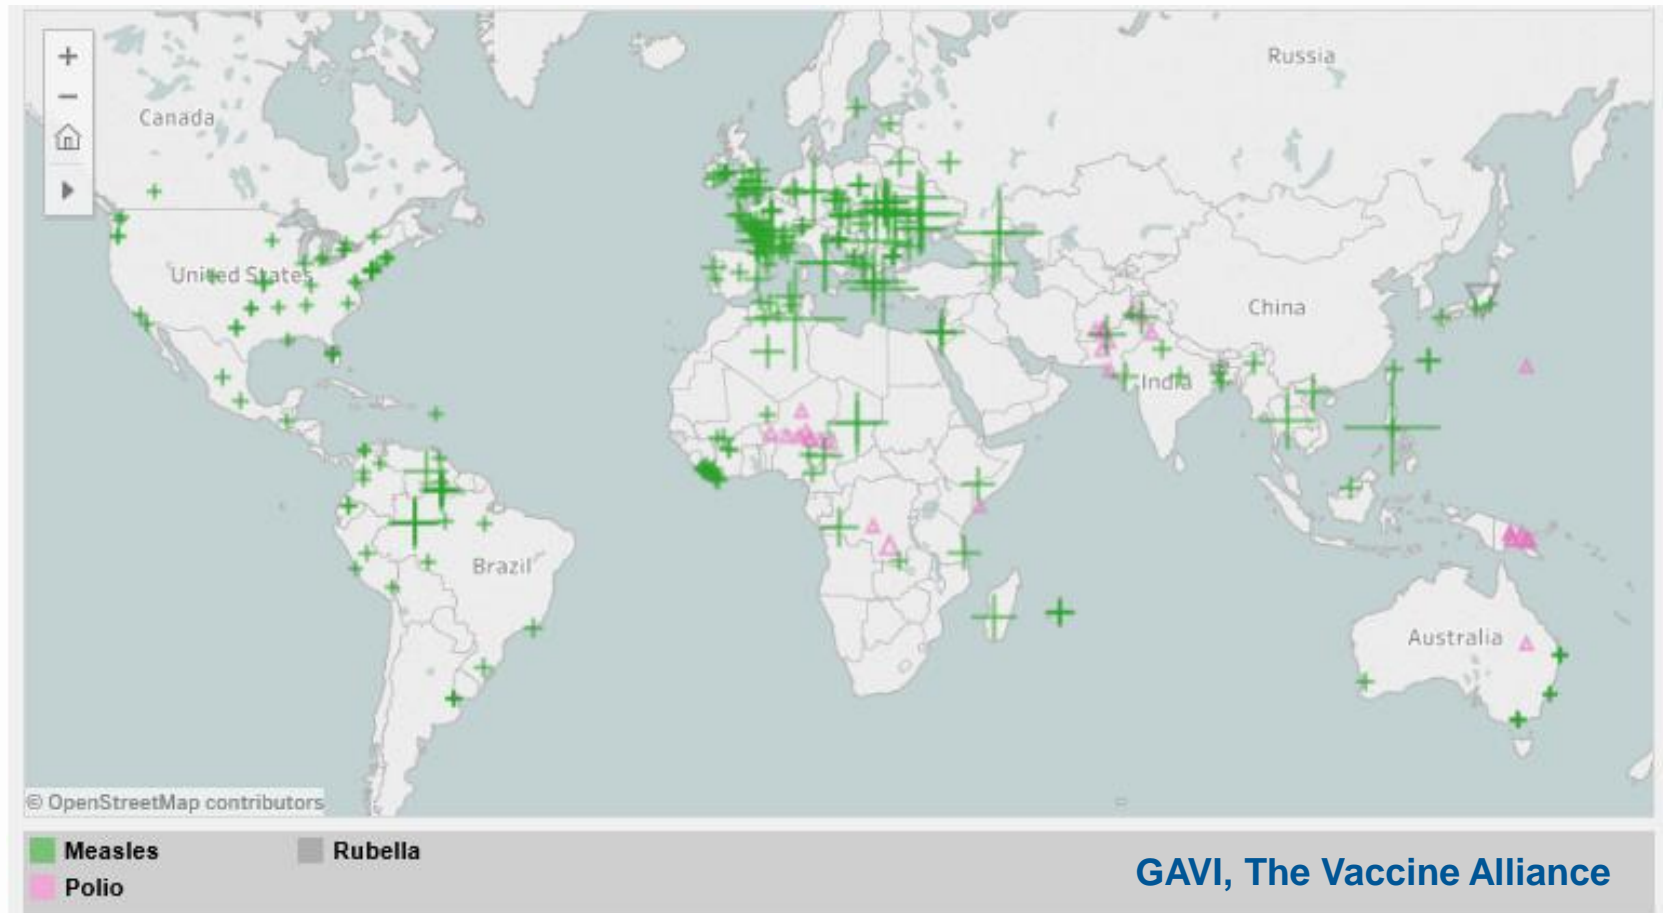 Russia
Canada
United States
China
India
Brazil
Australia
© OpenStreetMap contributors
Measles
Rubella
Polio
GAVI, The Vaccine Alliance